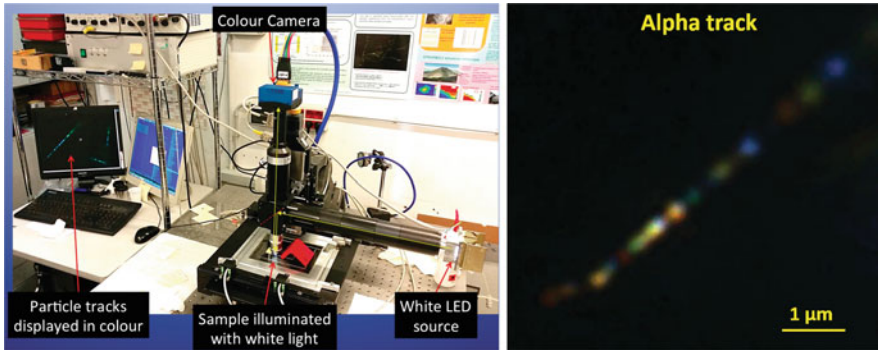 Colour Camera
Particle tracks
displayed in colour
Sample illuminated
with white light
White LED
source
Alpha track
1 µm